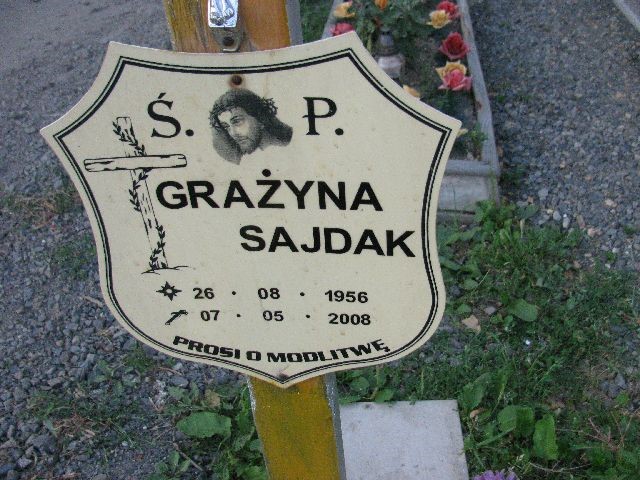 Ś. P.
GRAŻYNA
SAJDAK
26 · 08 · 1956
07 · 05 · 2008
PROSI O MODLITWĘ